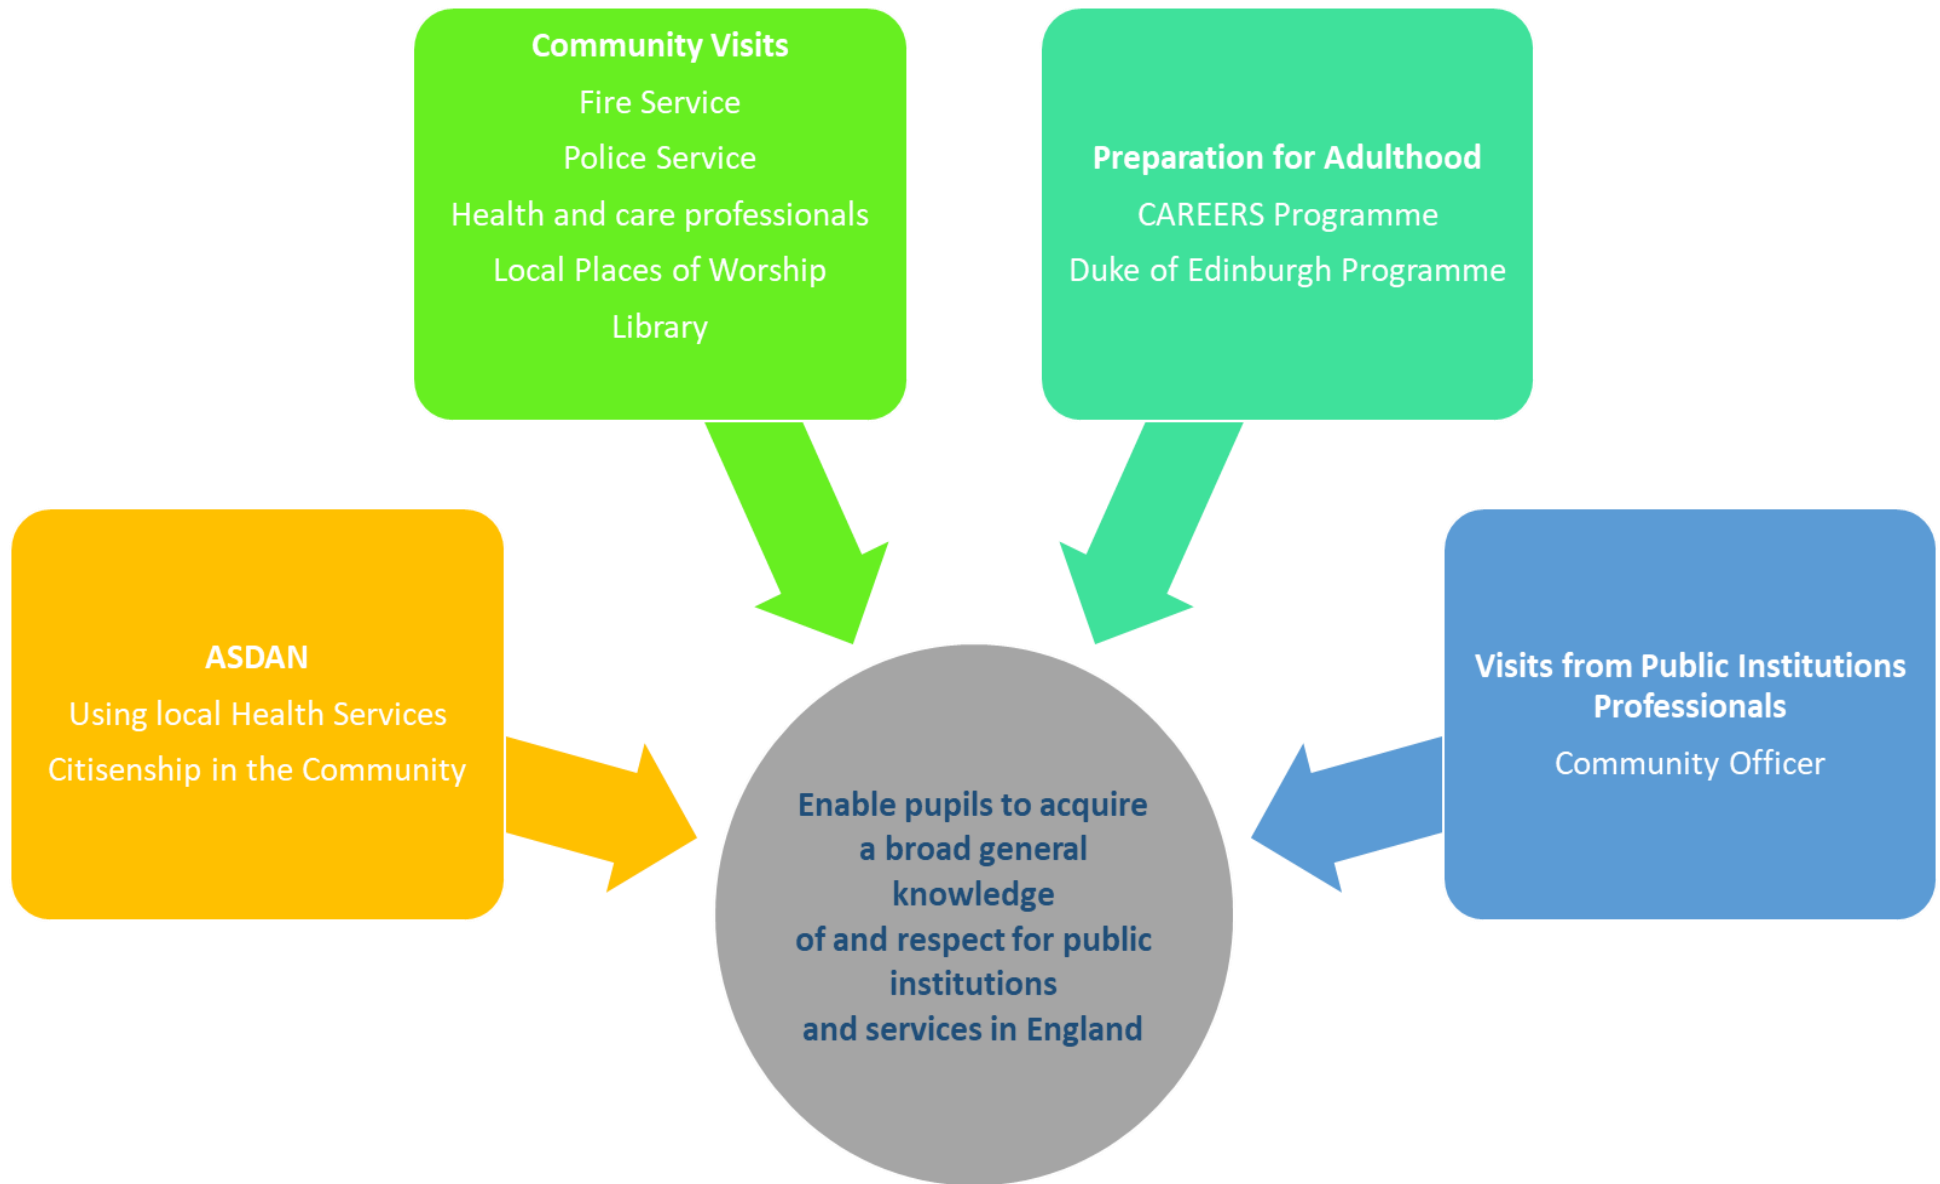 Community Visits
Fire Service
Police Service
Health and care professionals
Local Places of Worship
Library
Preparation for Adulthood
CAREERS Programme
Duke of Edinburgh Programme
ASDAN
Using local Health Services
Citisenship in the Community
Visits from Public Institutions
Professionals
Community Officer
Enable pupils to acquire
a broad general
knowledge
of and respect for public
institutions
and services in England